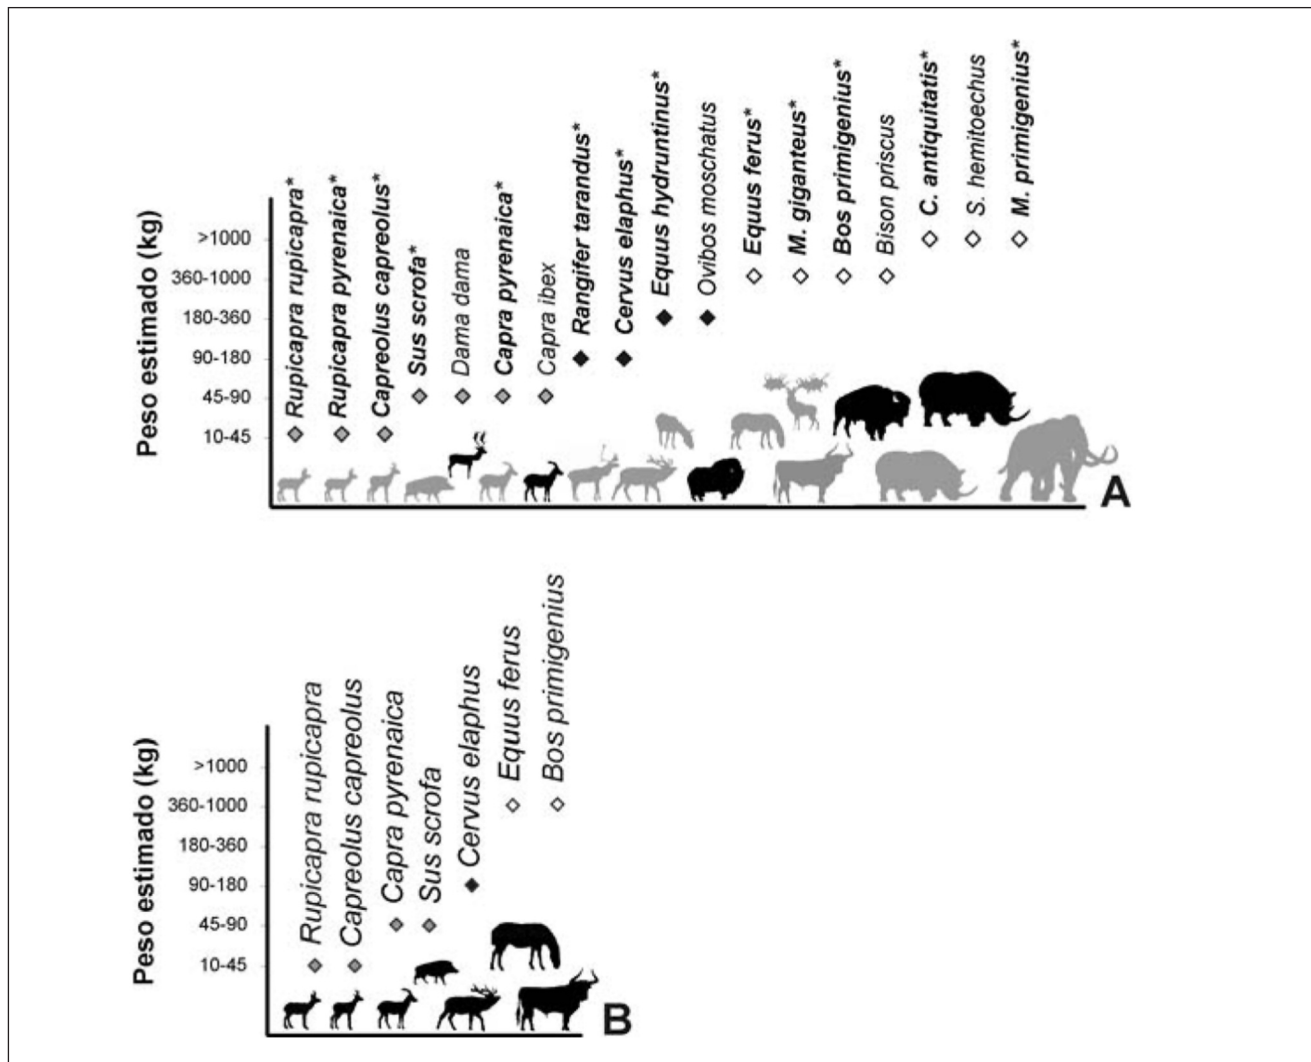 Peso estimado (kg)
>1000
360-1000
180-360
90-180
45-90
10-45
Rupicapra rupicapra*
Rupicapra pyrenaica*
Capreolus capreolus*
Sus scrofa*
Dama dama
Capra pyrenaica*
Capra ibex
Rangifer tarandus*
Cervus elaphus*
Equus hydruntinus*
Ovibos moschatus
Equus ferus*
M. giganteus*
Bos primigenius*
Bison priscus
C. antiquitatis*
S. hemitoechus
M. primigenius*
A
Peso estimado (kg)
>1000
360-1000
180-360
90-180
45-90
10-45
Rupicapra rupicapra
Capreolus capreolus
Capra pyrenaica
Sus scrofa
Cervus elaphus
Equus ferus
Bos primigenius
B